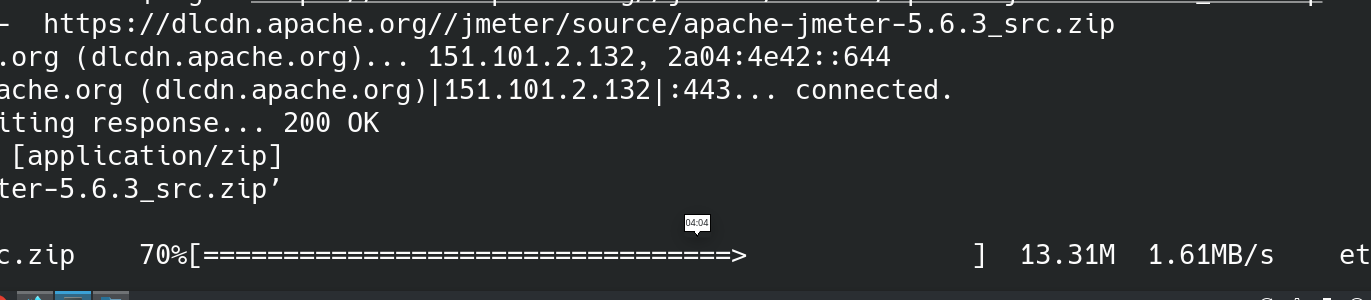 -  https://dlcdn.apache.org//jmeter/source/apache-jmeter-5.6.3_src.zip
.org (dlcdn.apache.org)... 151.101.2.132, 2a04:4e42::644
ache.org (dlcdn.apache.org)|151.101.2.132|:443... connected.
iting response... 200 OK
[application/zip]
ter-5.6.3_src.zip’
04:04
c.zip    70%[=================================>              ]  13.31M  1.61MB/s    et